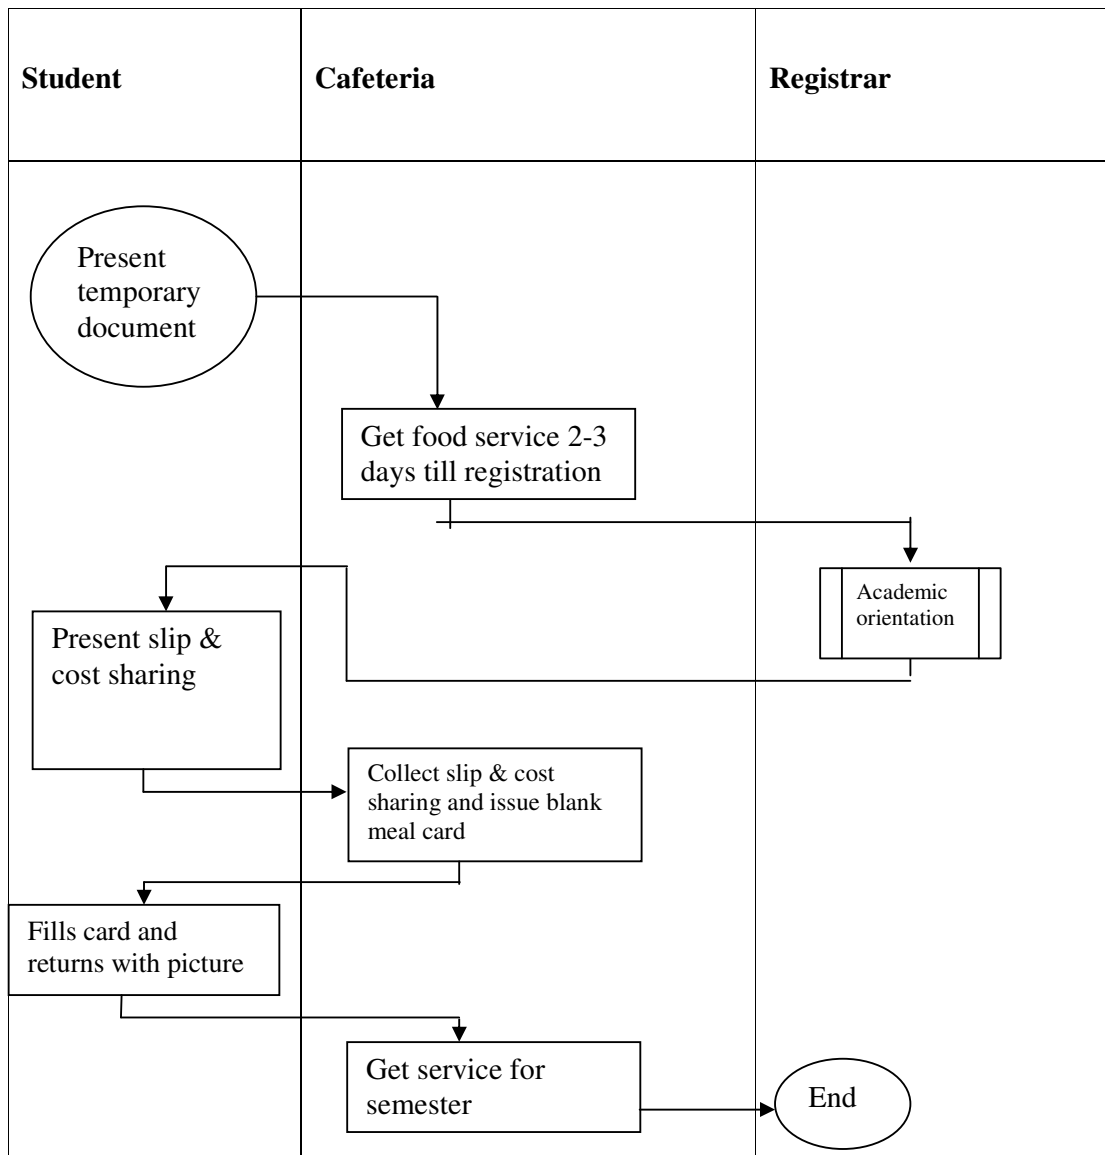 Student
Cafeteria
Registrar
Present
temporary
document
Get food service 2-3
days till registration
Academic
orientation
Present slip &
cost sharing
Collect slip & cost
sharing and issue blank
meal card
Fills card and
returns with picture
Get service for
semester
End